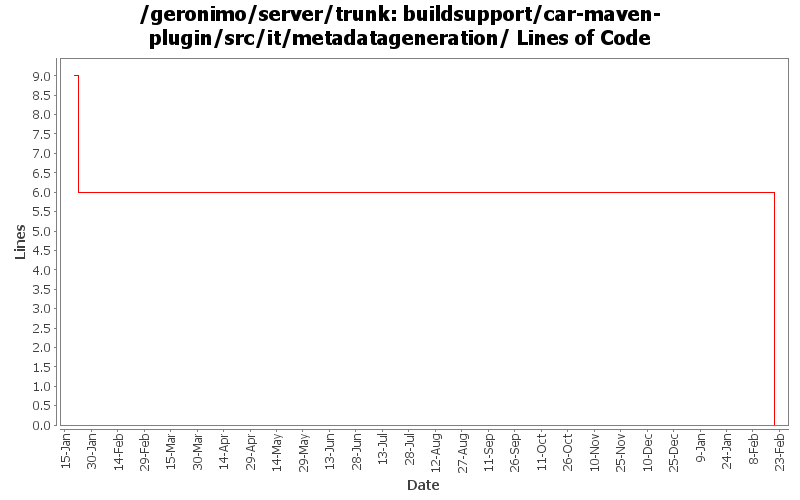 /geronimo/server/trunk: buildsupport/car-maven-
plugin/src/it/metadatageneration/ Lines of Code
9.0
8.5
8.0
7.5
7.0
6.5
6.0
5.5
5.0
4.5
4.0
3.5
3.0
2.5
2.0
1.5
1.0
0.5
0.0
Lines
15-Jan
30-Jan
14-Feb
29-Feb
15-Mar
30-Mar
14-Apr
29-Apr
14-May
29-May
13-Jun
28-Jun
13-Jul
28-Jul
12-Aug
27-Aug
11-Sep
26-Sep
11-Oct
26-Oct
10-Nov
25-Nov
10-Dec
25-Dec
9-Jan
24-Jan
8-Feb
23-Feb
Date